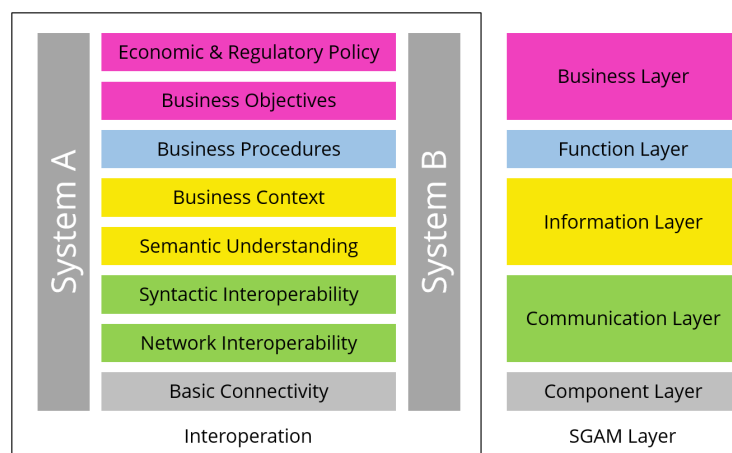 System A
Economic & Regulatory Policy
Business Objectives
Business Procedures
Business Context
Semantic Understanding
Syntactic Interoperability
Network Interoperability
Basic Connectivity
System B
Interoperation
Business Layer
Function Layer
Information Layer
Communication Layer
Component Layer
SGAM Layer